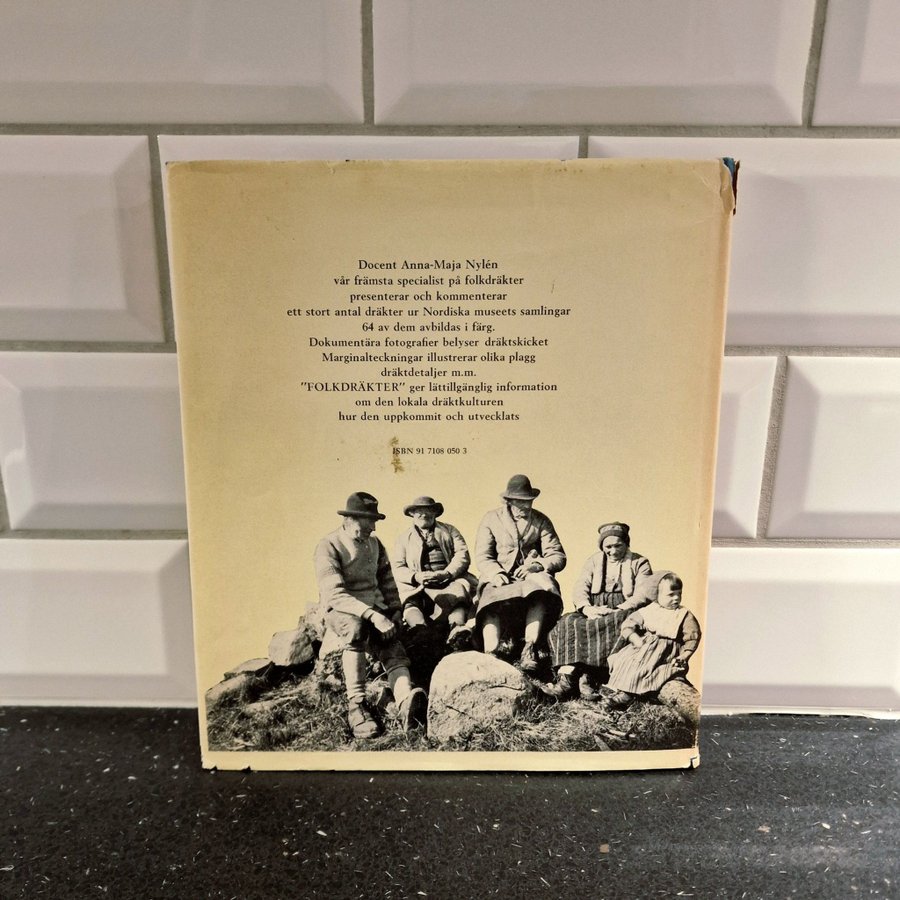 Docent Anna-Maja Nylén
vår främsta specialist på folkdräkter
presenterar och kommenterar
ett stort antal dräkter ur Nordiska museets samlingar
64 av dem avbildas i färg.
Dokumentära fotografier belyser dräktskicket
Marginalteckningar illustrerar olika plagg
dräktdetaljer m.m.
”FOLKDRÄKTER” ger lättillgänglig information
om den lokala dräktkulturen
hur den uppkommit och utvecklats
ISBN 91 7108 050 3